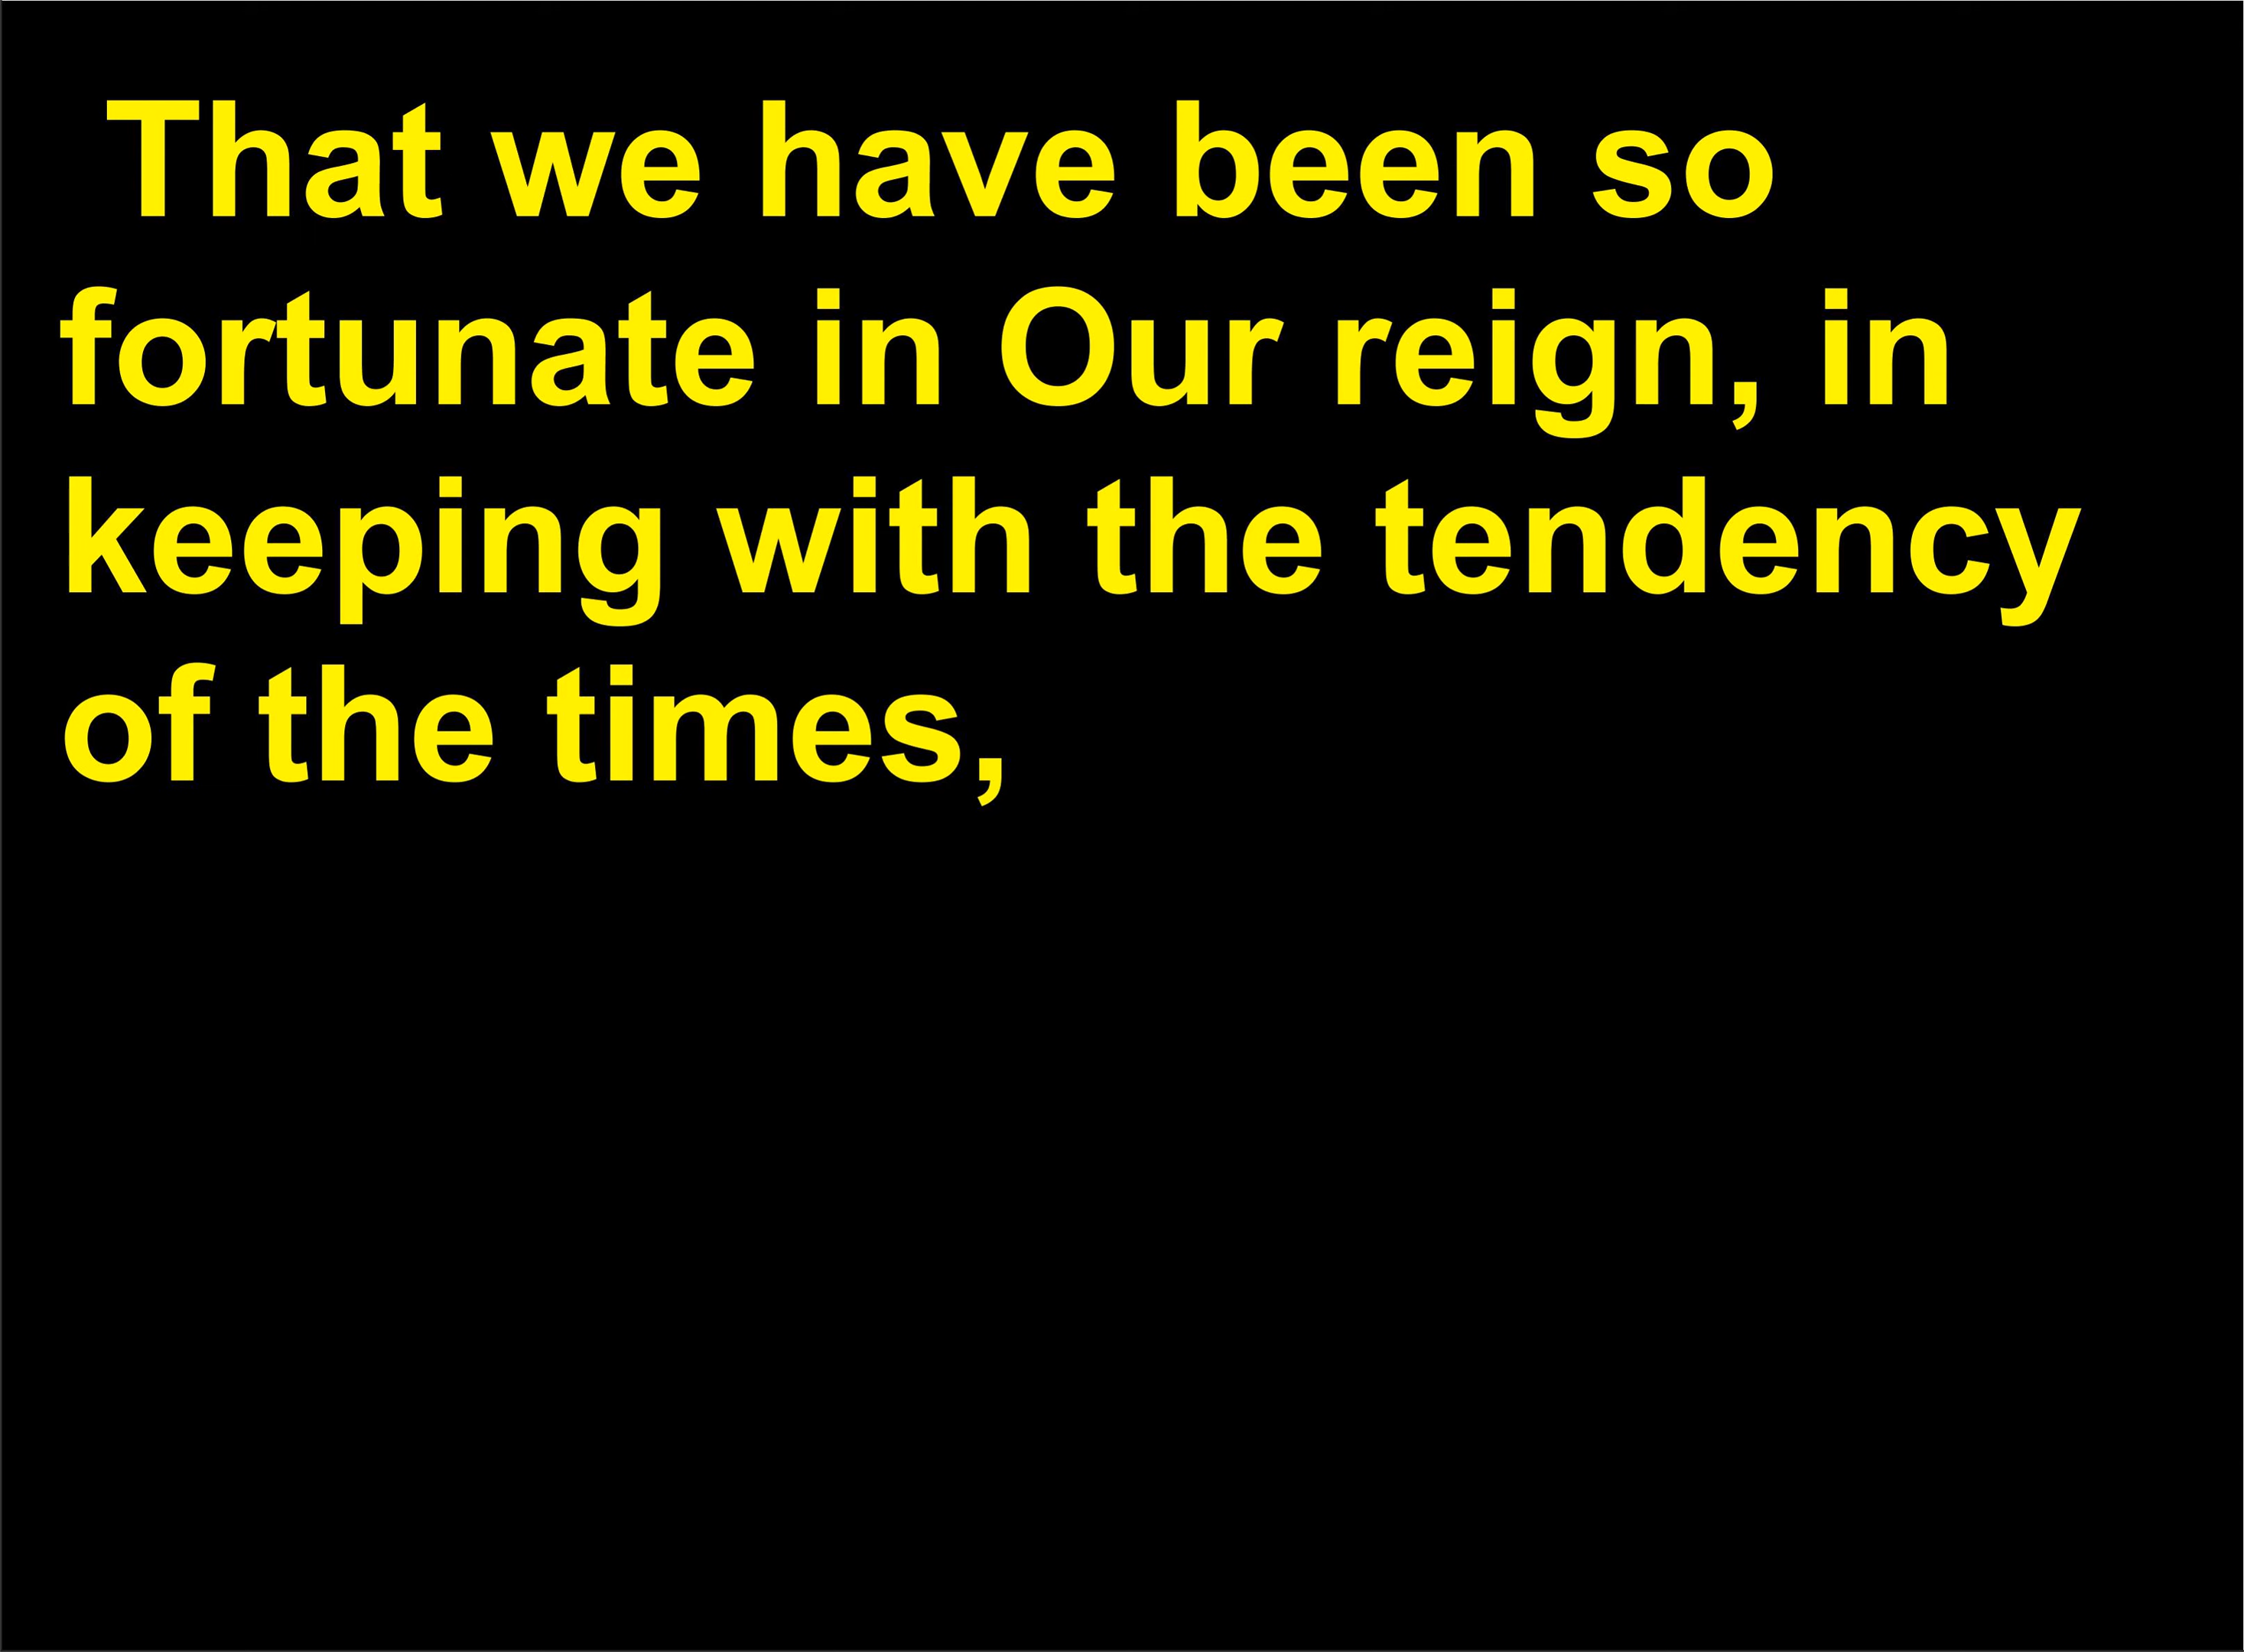 That we have been so
fortunate in Our reign, in
keeping with the tendency
of the times,